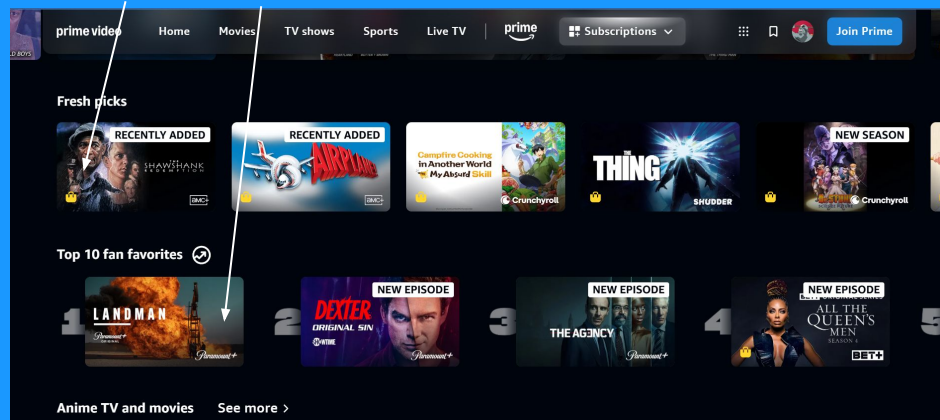 LD BOYS
prime video
Home
Movies
TV shows
Sports
Live TV
prime
Subscriptions
Join Prime
Fresh picks
RECENTLY ADDED
THE
SHAWSHANK
REDEMPTION
amc+
RECENTLY ADDED
AIRPLANE!
Campfire Cooking
in Another World
with My Absurd Skill
Crunchyroll
THE
THING
SHUDDER
NEW SEASON
Crunchyroll
Top 10 fan favorites
1
LANDMAN
Paramount+
ORIGINAL
Paramount+
2
NEW EPISODE
DEXTER
ORIGINAL SIN
SHOWTIME
Paramount+
3
NEW EPISODE
THE AGENCY
Paramount+
4
NEW EPISODE
ORIGINAL SERIES
ALL THE
QUEEN'S
MEN
SEASON 4
BET+
5
Anime TV and movies
See more >